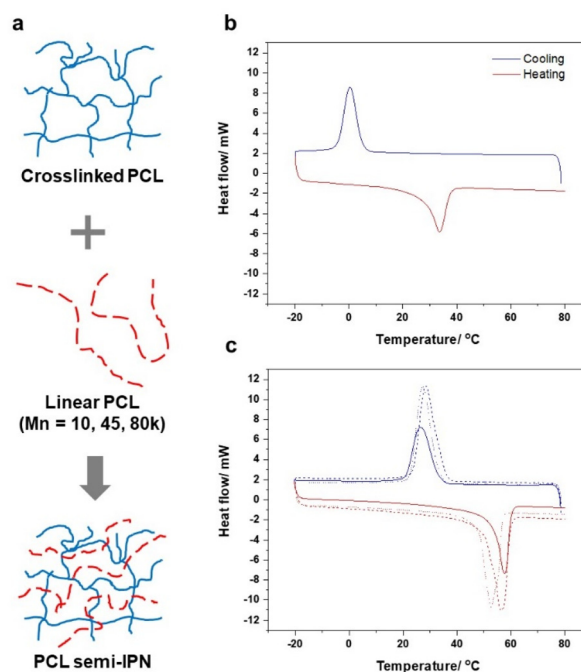 a
Crosslinked PCL
+
Linear PCL
(Mn = 10, 45, 80k)
PCL semi-IPN
b
Cooling
Heating
12
10
8
6
4
2
0
-2
-4
-6
-8
-10
-12
Heat flow/ mW
-20 0 20 40 60 80
Temperature/ °C
c
12
10
8
6
4
2
0
-2
-4
-6
-8
-10
-12
Heat flow/ mW
-20 0 20 40 60 80
Temperature/ °C